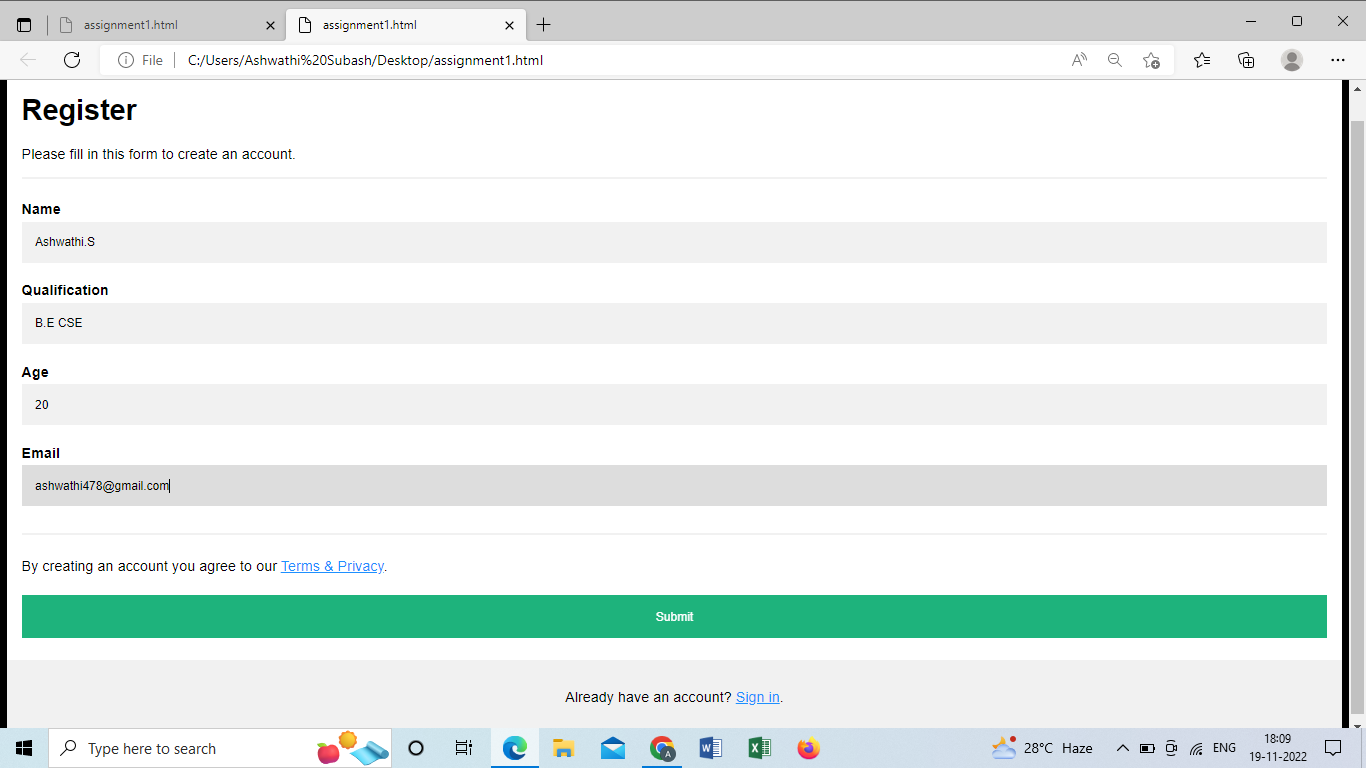 assignment1.html
assignment1.html
File
C:/Users/Ashwathi%20Subash/Desktop/assignment1.html
Register
Please fill in this form to create an account.
Name
Ashwathi.S
Qualification
B.E CSE
Age
20
Email
ashwathi478@gmail.com
By creating an account you agree to our Terms & Privacy.
Submit
Already have an account? Sign in.
Type here to search
28°C Haze
ENG
18:09
19-11-2022